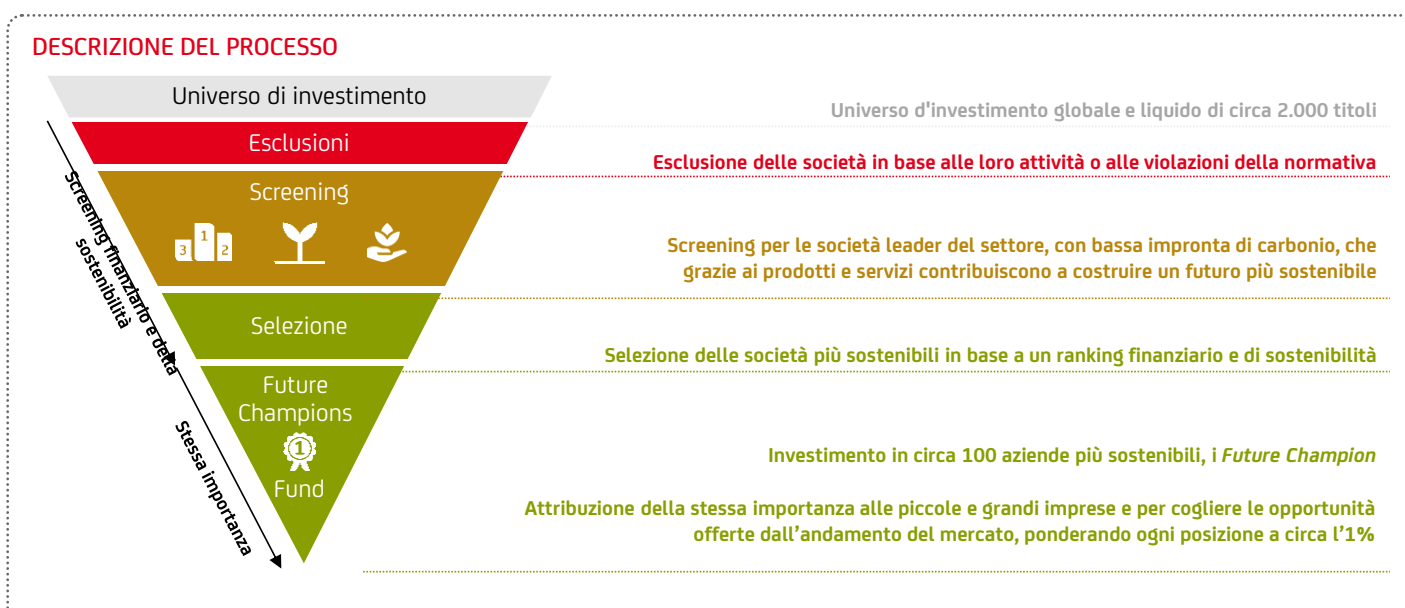 DESCRIZIONE DEL PROCESSO
Universo di investimento
Universo d'investimento globale e liquido di circa 2.000 titoli
Esclusioni
Esclusione delle società in base alle loro attività o alle violazioni della normativa
Screening
3 1 2
Screening per le società leader del settore, con bassa impronta di carbonio, che
grazie ai prodotti e servizi contribuiscono a costruire un futuro più sostenibile
Screening finanziario e della
sostenibilità
Selezione
Selezione delle società più sostenibili in base a un ranking finanziario e di sostenibilità
Future
Champions
1
Fund
Stessa importanza
Investimento in circa 100 aziende più sostenibili, i Future Champion
Attribuzione della stessa importanza alle piccole e grandi imprese e per cogliere le opportunità
offerte dall’andamento del mercato, ponderando ogni posizione a circa l’1%